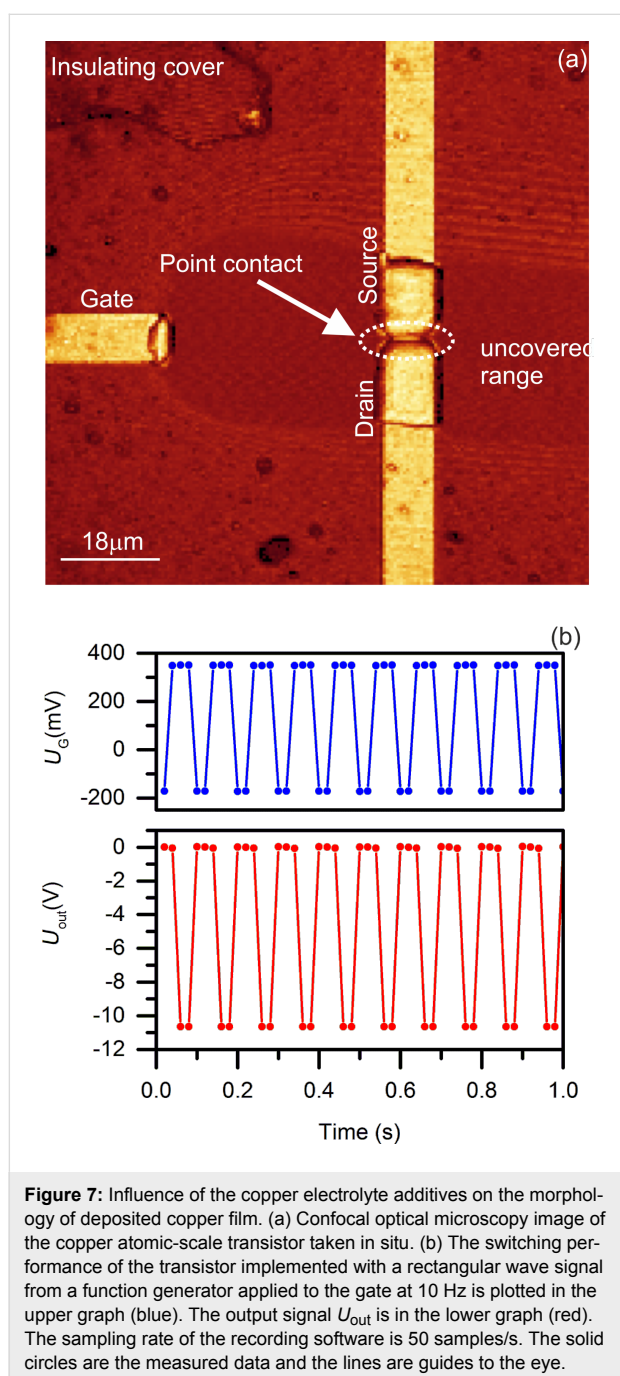 Insulating cover
(a)
Source
Point contact
Gate
uncovered
range
Drain
18μm
(b)
400
200
0
-200
U_G(mV)
0
-2
-4
-6
-8
-10
-12
U_out(V)
0.0 0.2 0.4 0.6 0.8 1.0
Time (s)
Figure 7: Influence of the copper electrolyte additives on the morphol-
ogy of deposited copper film. (a) Confocal optical microscopy image of
the copper atomic-scale transistor taken in situ. (b) The switching per-
formance of the transistor implemented with a rectangular wave signal
from a function generator applied to the gate at 10 Hz is plotted in the
upper graph (blue). The output signal U_out is in the lower graph (red).
The sampling rate of the recording software is 50 samples/s. The solid
circles are the measured data and the lines are guides to the eye.